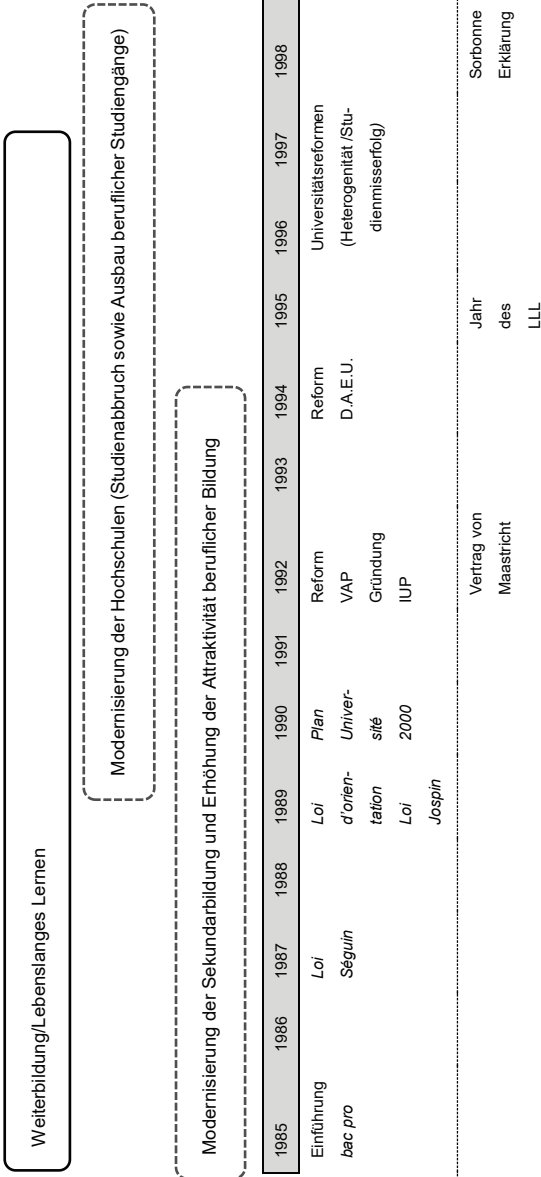 Weiterbildung/Lebenslanges Lernen
Modernisierung der Hochschulen (Studienabbruch sowie Ausbau beruflicher Studiengänge)
Modernisierung der Sekundarbildung und Erhöhung der Attraktivität beruflicher Bildung
1985 1986 1987 1988 1989 1990 1991 1992 1993 1994 1995 1996 1997 1998
Einführung
bac pro
Loi
Séguin
Loi
d'orien-
tation
Loi
Jospin
Plan
Univer-
sité
2000
Reform
VAP
Gründung
IUP
Reform
D.A.E.U.
Universitätsreformen
(Heterogenität /Stu-
dienmisserfolg)
Vertrag von
Maastricht
Jahr
des
LLL
Sorbonne
Erklärung